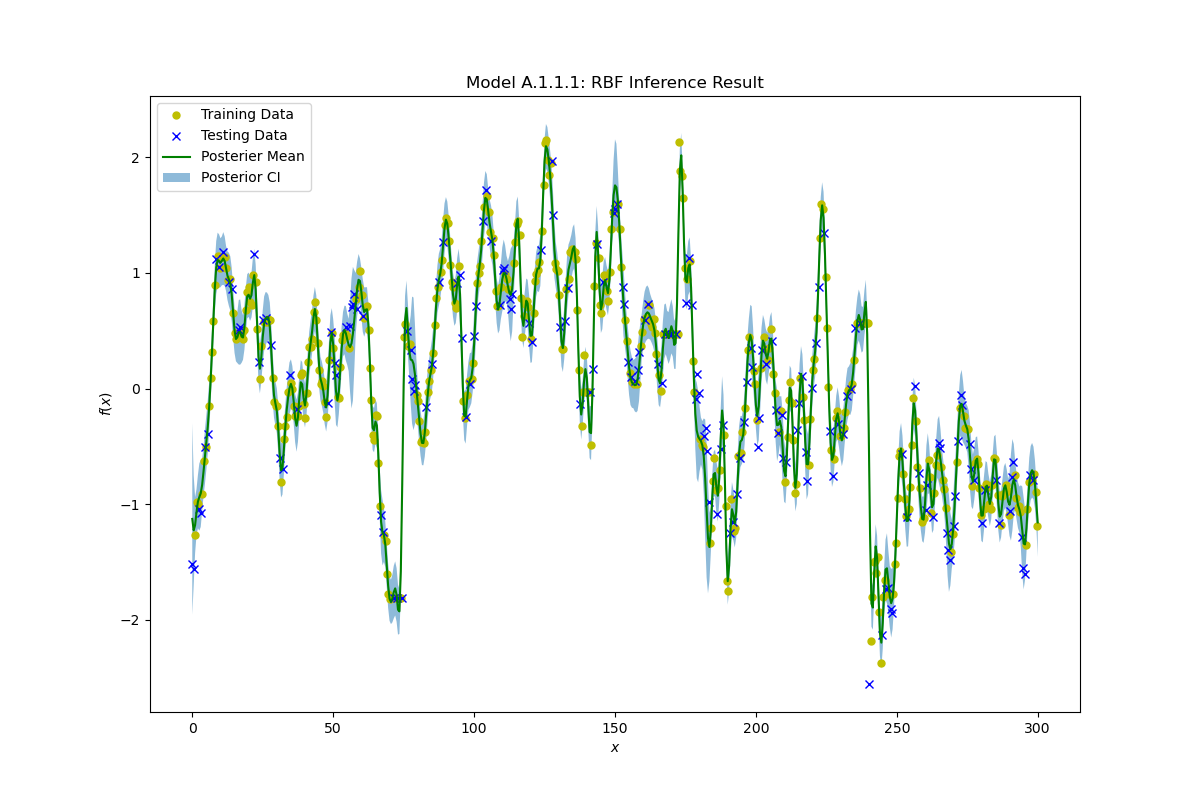 Model A.1.1.1: RBF Inference Result
Training Data
Testing Data
Posterier Mean
Posterior CI
2
1
0
−1
−2
f(x)
0 50 100 150 200 250 300
x